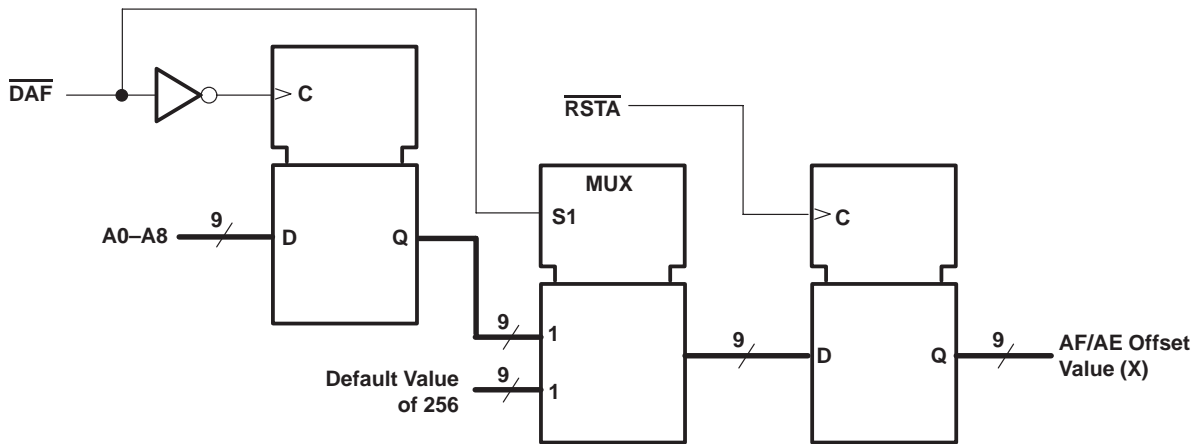 DAF
C
RSTA
MUX
S1
C
A0–A8
9
D
Q
9
1
9
D
Q
9
AF/AE Offset
Value (X)
Default Value
of 256
9
1